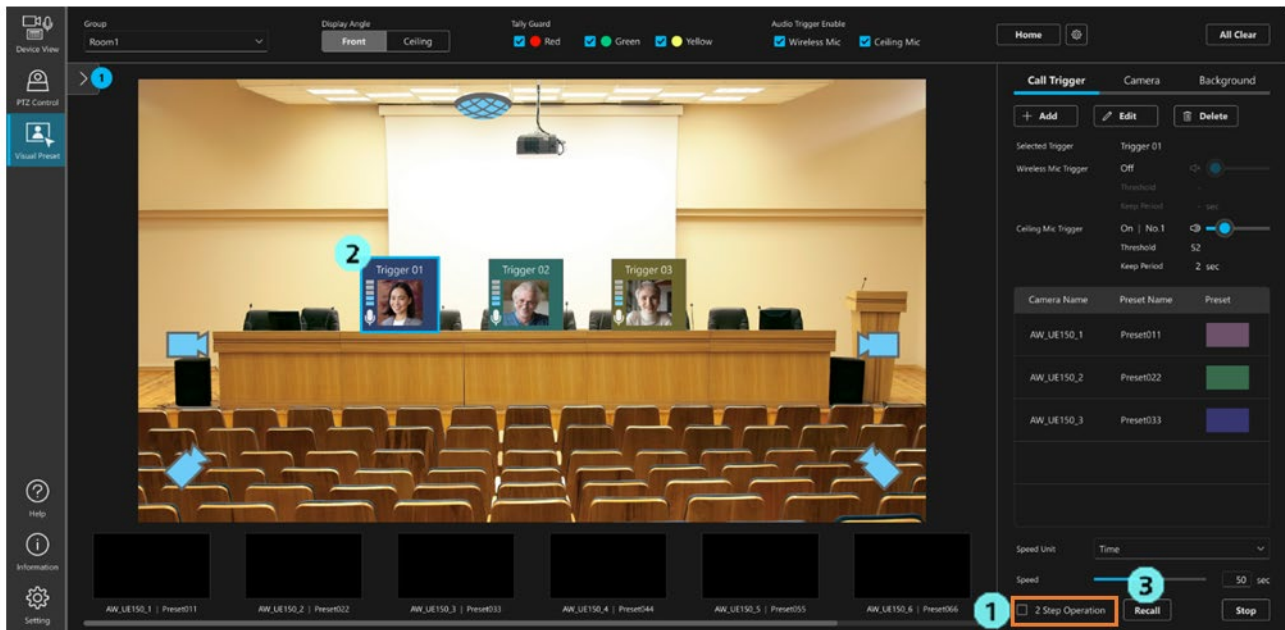 Device View
PTZ Control
Visual Preset
Help
Information
Setting
Group
Room1
Display Angle
Front Ceiling
Tally Guard
Red Green Yellow
Audio Trigger Enable
Wireless Mic Ceiling Mic
Home
All Clear
1
2
Trigger 01
Trigger 02
Trigger 03
AW_UE150_1 | Preset011
AW_UE150_2 | Preset022
AW_UE150_3 | Preset033
AW_UE150_4 | Preset044
AW_UE150_5 | Preset055
AW_UE150_6 | Preset066
Call Trigger Camera Background
+ Add Edit Delete
Selected Trigger Trigger 01
Wireless Mic Trigger Off
Threshold -
Keep Period - sec
Ceiling Mic Trigger On | No.1
Threshold 52
Keep Period 2 sec
Camera Name Preset Name Preset
AW_UE150_1 Preset011
AW_UE150_2 Preset022
AW_UE150_3 Preset033
Speed Unit Time
Speed 50 sec
3
1
2 Step Operation Recall Stop